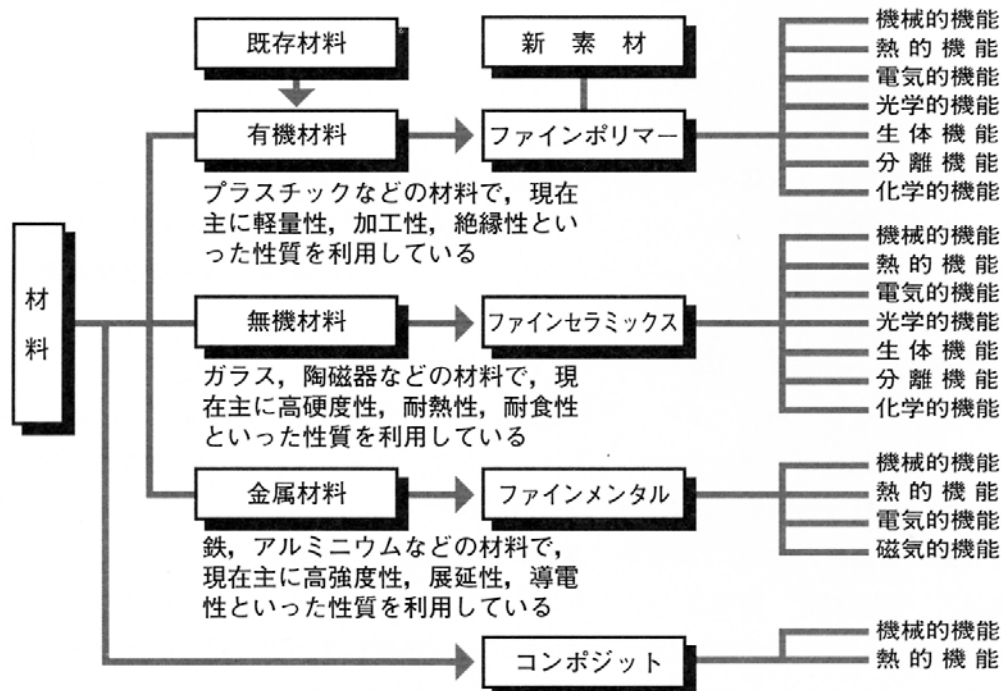 既存材料
新素材
有機材料
ファインポリマー
プラスチックなどの材料で，現在
主に軽量性，加工性，絶縁性とい
った性質を利用している
機械的機能
熱的機能
電気的機能
光学的機能
生体機能
分離機能
化学的機能
材料
無機材料
ファインセラミックス
ガラス，陶磁器などの材料で，現
在主に高硬度性，耐熱性，耐食性
といった性質を利用している
機械的機能
熱的機能
電気的機能
光学的機能
生体機能
分離機能
化学的機能
金属材料
ファインメンタル
鉄，アルミニウムなどの材料で，
現在主に高強度性，展延性，導電
性といった性質を利用している
機械的機能
熱的機能
電気的機能
磁気的機能
コンポジット
機械的機能
熱的機能